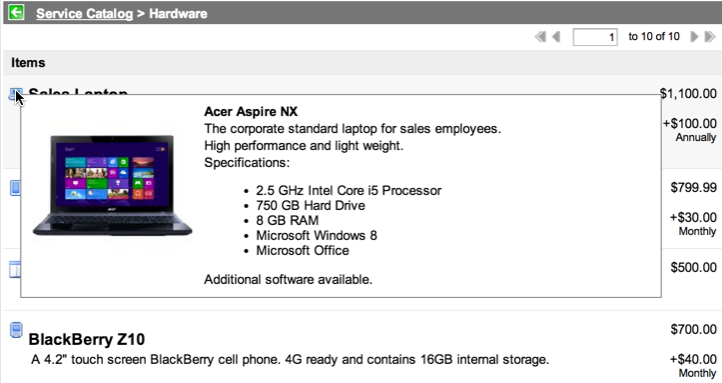 Service Catalog > Hardware
1 to 10 of 10
Items
Sales Laptop
$1,100.00
Acer Aspire NX
The corporate standard laptop for sales employees.
+$100.00
Annually
High performance and light weight.
Specifications:
• 2.5 GHz Intel Core i5 Processor
$799.99
• 750 GB Hard Drive
• 8 GB RAM
+$30.00
Monthly
• Microsoft Windows 8
• Microsoft Office
$500.00
Additional software available.
$700.00
BlackBerry Z10
A 4.2" touch screen BlackBerry cell phone. 4G ready and contains 16GB internal storage.
+$40.00
Monthly